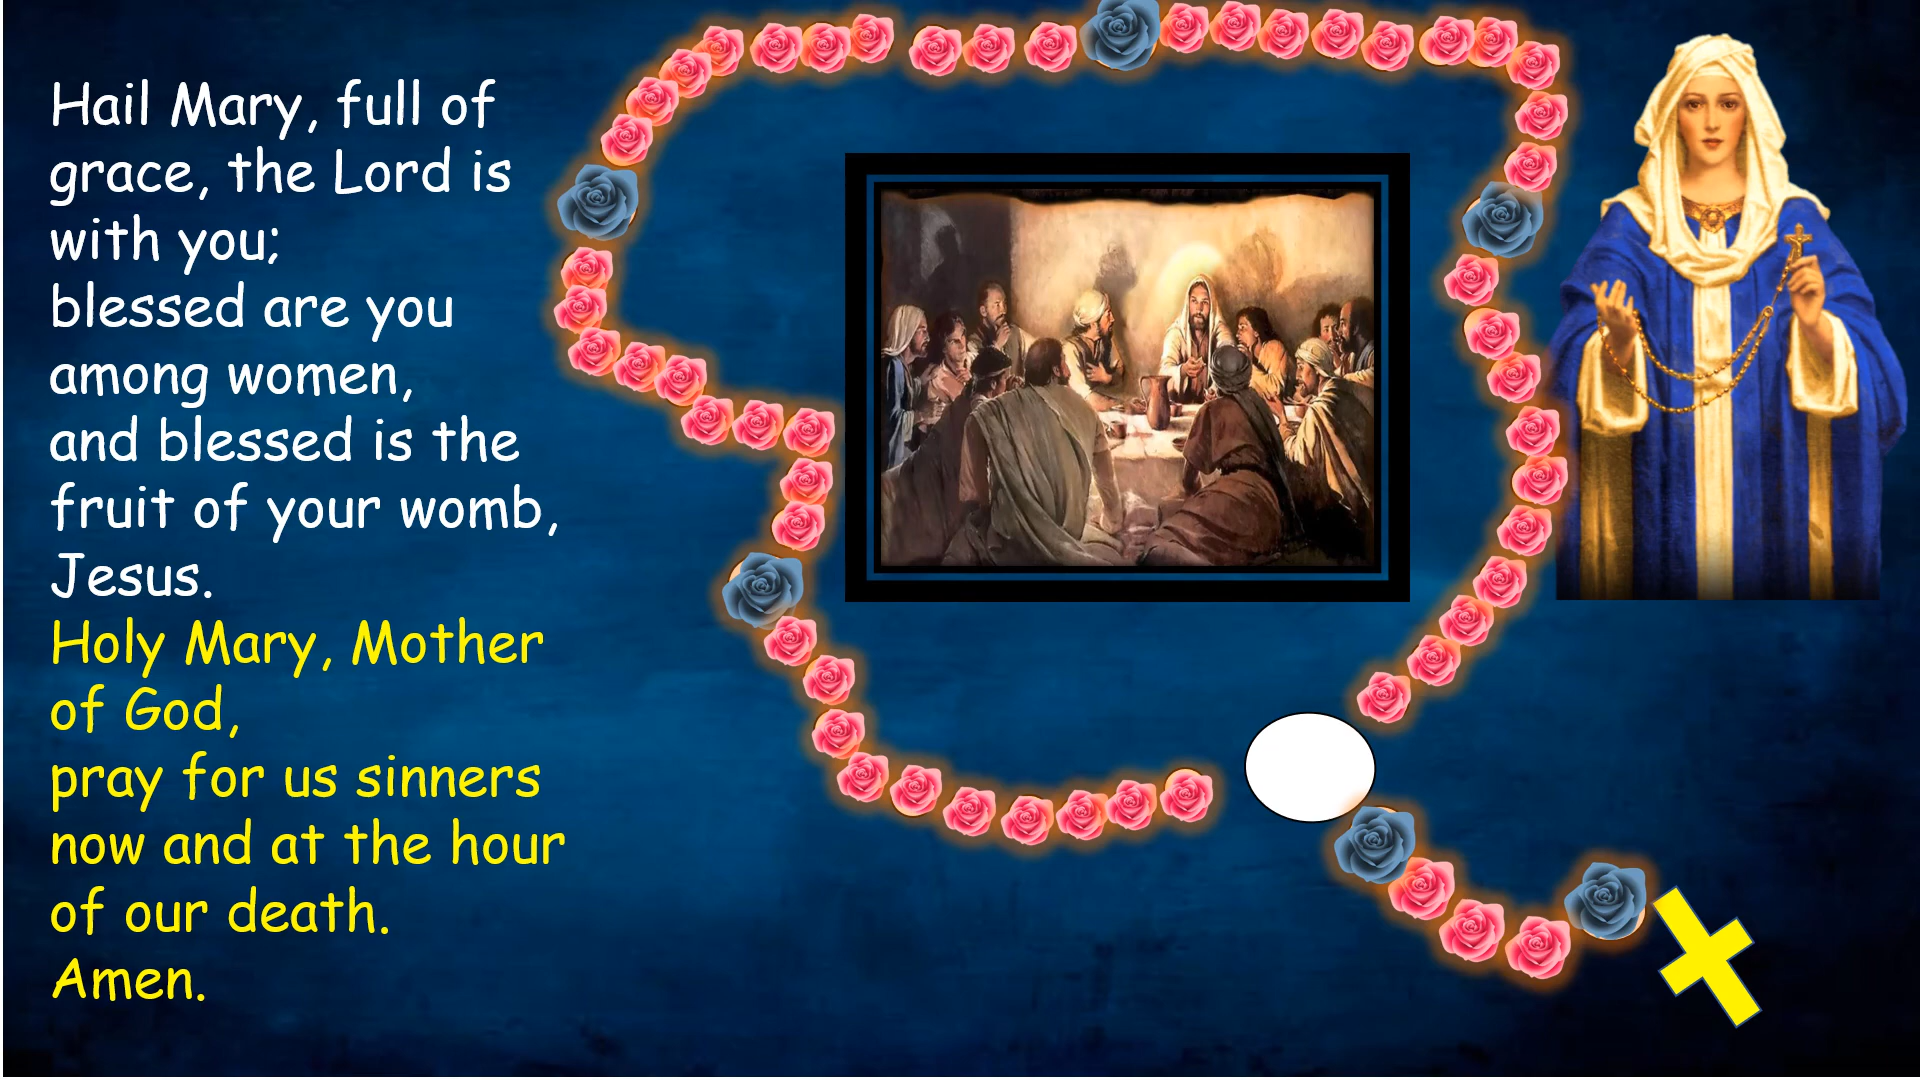 Hail Mary, full of
grace, the Lord is
with you;
blessed are you
among women,
and blessed is the
fruit of your womb,
Jesus.
Holy Mary, Mother
of God,
pray for us sinners
now and at the hour
of our death.
Amen.